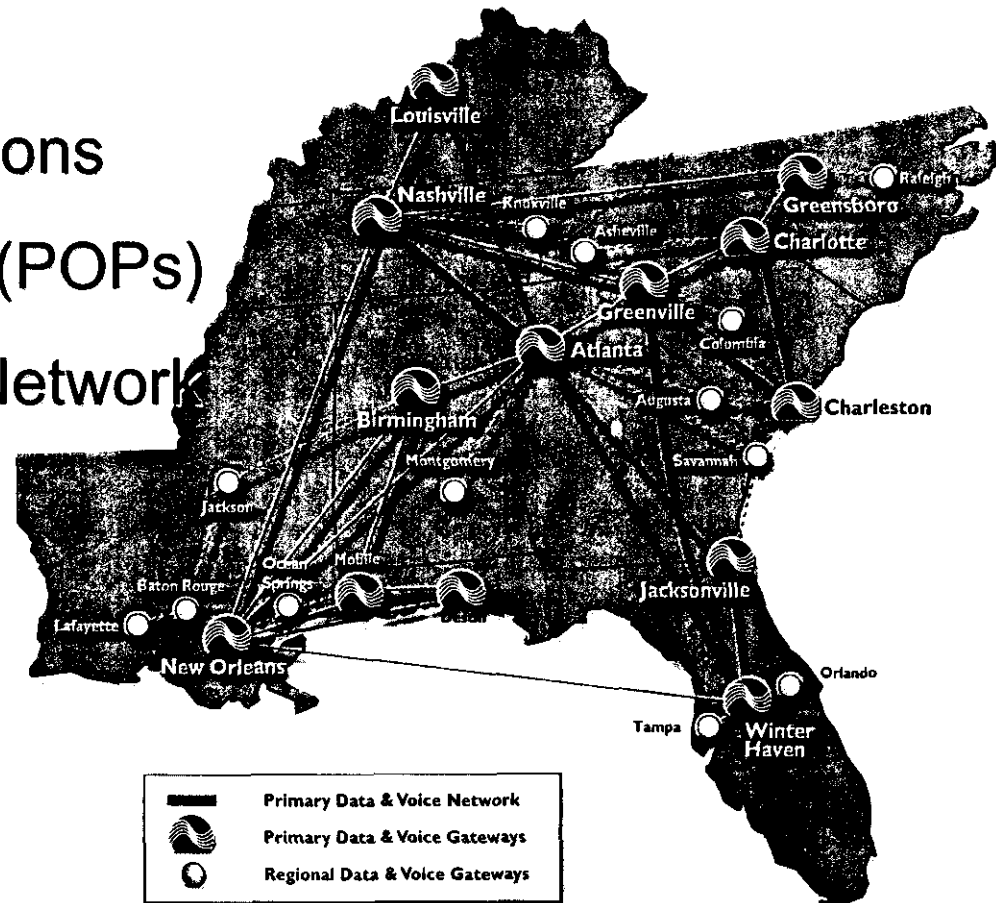 ons
(POPs)
Network
Louisville
Nashville
Knoxville
Asheville
Greensboro
Raleigh
Charlotte
Greenville
Columbia
Atlanta
Augusta
Charleston
Birmingham
Montgomery
Savannah
Jackson
Mobile
Ocean
Springs
Baton Rouge
Lafayette
New Orleans
Jacksonville
Orlando
Tampa
Winter
Haven
Primary Data & Voice Network
Primary Data & Voice Gateways
Regional Data & Voice Gateways